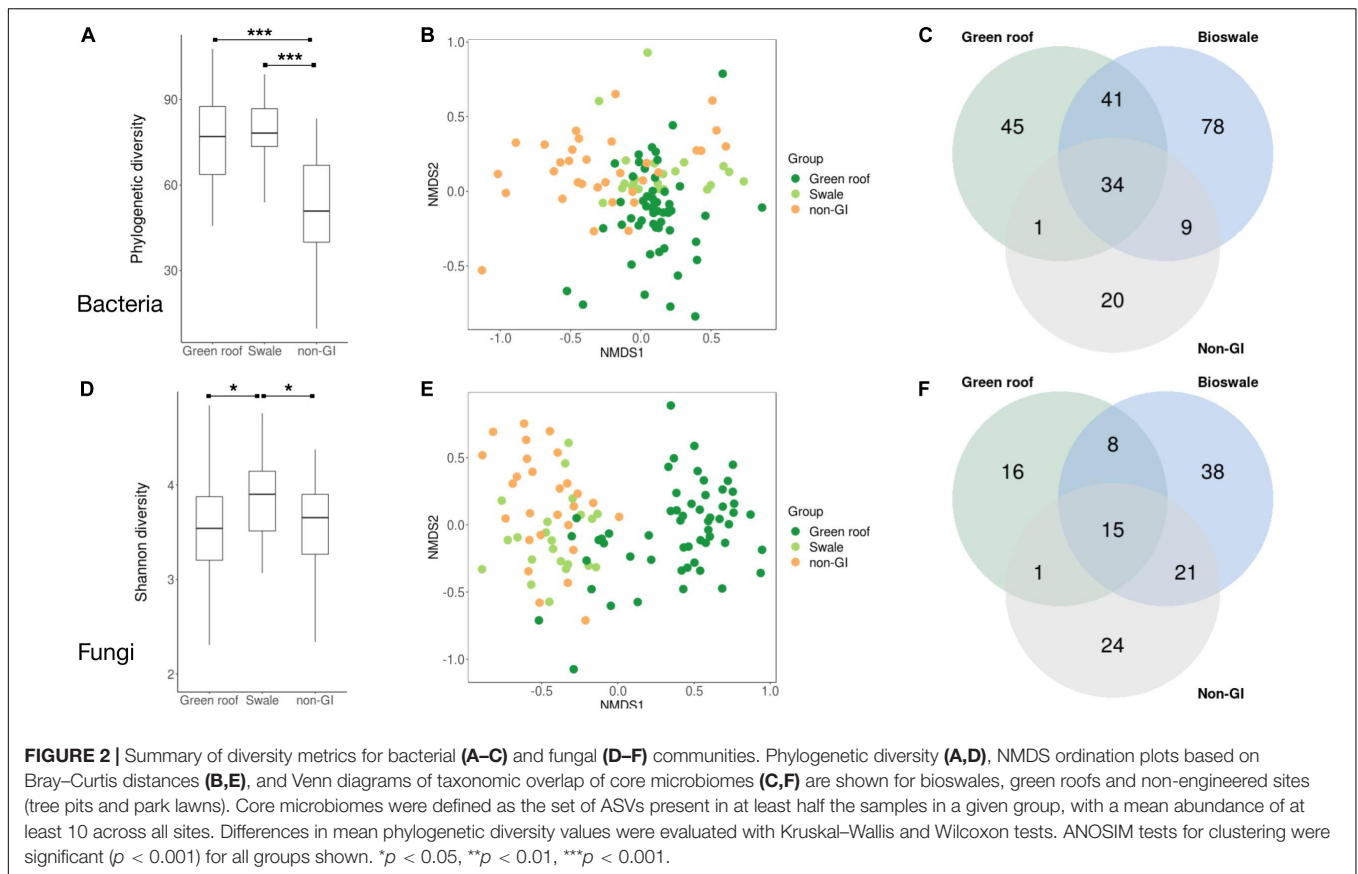 A
***
***
90
60
30
Phylogenetic diversity
Green roof Swale non-GI
Bacteria
B
1.0
0.5
0.0
-0.5
NMDS2
-1.0 -0.5 0.0 0.5
NMDS1
Group
Green roof
Swale
non-GI
C
Green roof Bioswale
41
45 78
34
1 9
20
Non-GI
D
* *
4
3
2
Shannon diversity
Green roof Swale non-GI
Fungi
E
0.5
0.0
-0.5
-1.0
NMDS2
-0.5 0.0 0.5 1.0
NMDS1
Group
Green roof
Swale
non-GI
F
Green roof Bioswale
8
16 38
15
1 21
24
Non-GI
FIGURE 2 | Summary of diversity metrics for bacterial (A–C) and fungal (D–F) communities. Phylogenetic diversity (A,D), NMDS ordination plots based on
Bray–Curtis distances (B,E), and Venn diagrams of taxonomic overlap of core microbiomes (C,F) are shown for bioswales, green roofs and non-engineered sites
(tree pits and park lawns). Core microbiomes were defined as the set of ASVs present in at least half the samples in a given group, with a mean abundance of at
least 10 across all sites. Differences in mean phylogenetic diversity values were evaluated with Kruskal–Wallis and Wilcoxon tests. ANOSIM tests for clustering were
significant (p < 0.001) for all groups shown. *p < 0.05, **p < 0.01, ***p < 0.001.